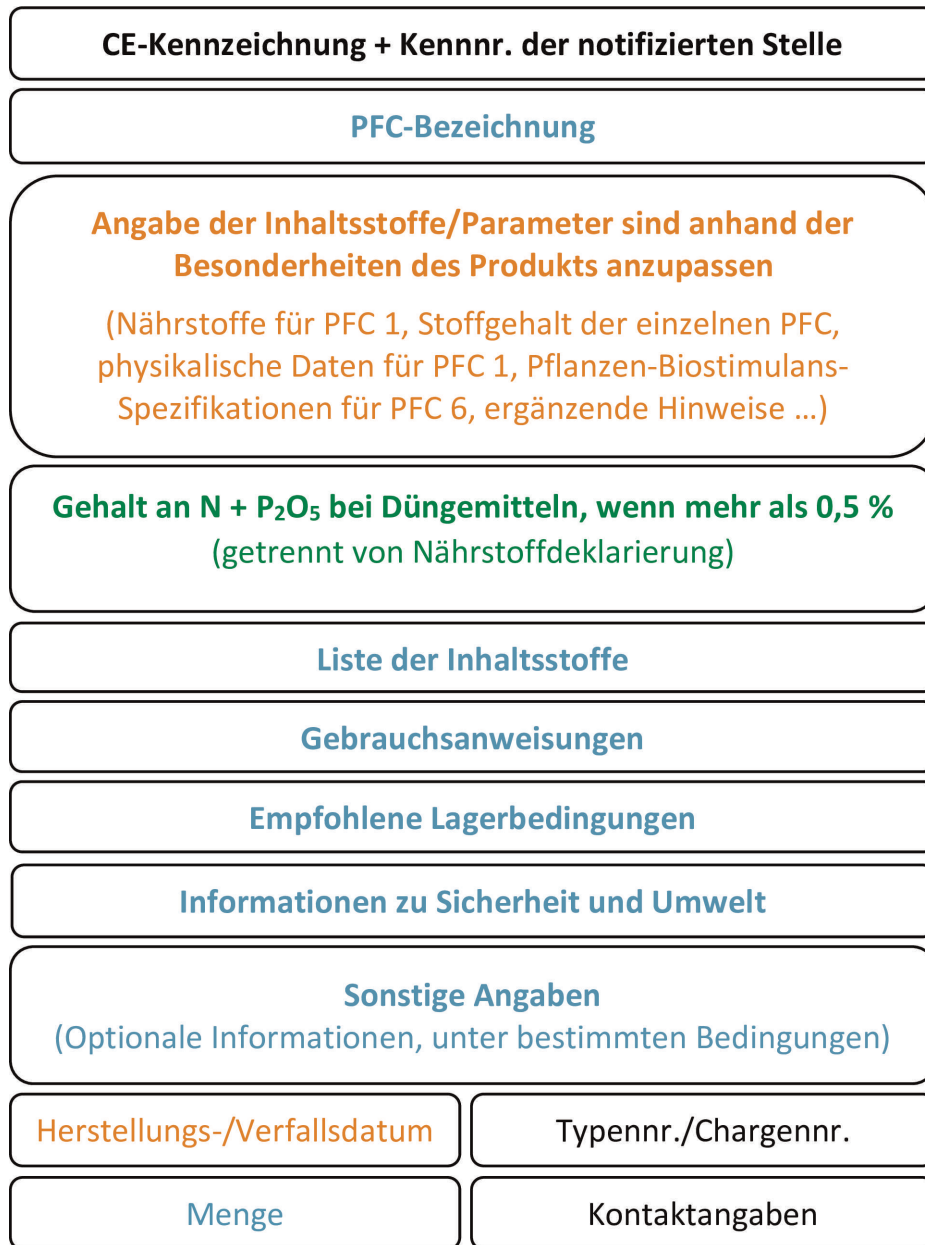 CE-Kennzeichnung + Kennnr. der notifizierten Stelle
PFC-Bezeichnung
Angabe der Inhaltsstoffe/Parameter sind anhand der
Besonderheiten des Produkts anzupassen
(Nährstoffe für PFC 1, Stoffgehalt der einzelnen PFC,
physikalische Daten für PFC 1, Pflanzen-Biostimulans-
Spezifikationen für PFC 6, ergänzende Hinweise ...)
Gehalt an N + P₂O₅ bei Düngemitteln, wenn mehr als 0,5 %
(getrennt von Nährstoffdeklarierung)
Liste der Inhaltsstoffe
Gebrauchsanweisungen
Empfohlene Lagerbedingungen
Informationen zu Sicherheit und Umwelt
Sonstige Angaben
(Optionale Informationen, unter bestimmten Bedingungen)
Herstellungs-/Verfallsdatum
Typennr./Chargennr.
Menge
Kontaktangaben